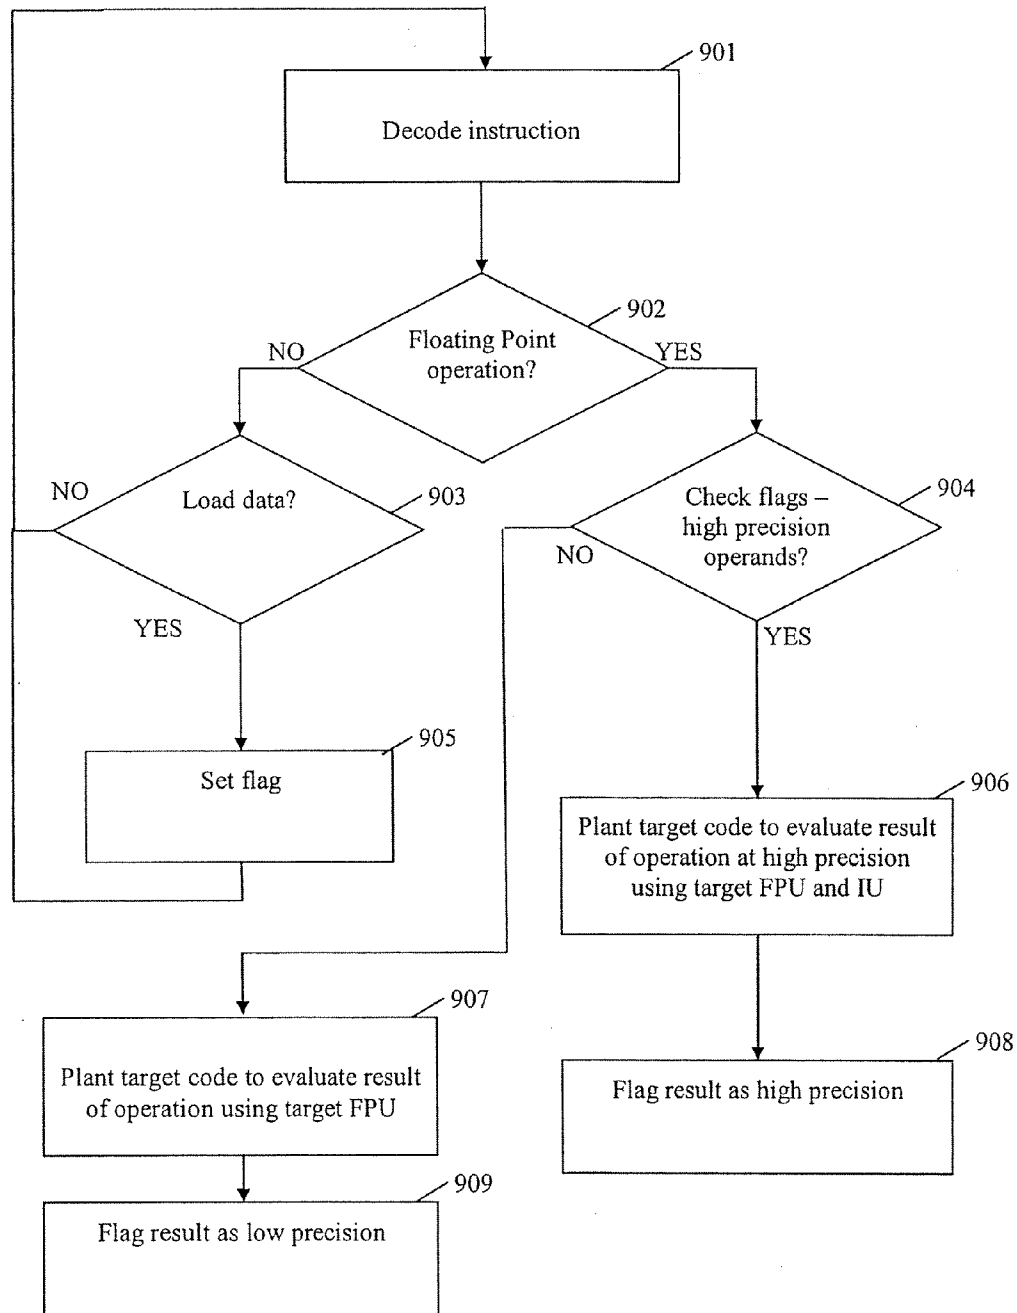 901
Decode instruction
902
Floating Point
operation?
NO
YES
NO
Load data?
903
Check flags –
high precision
operands?
904
NO
YES
YES
905
Set flag
906
Plant target code to evaluate result
of operation at high precision
using target FPU and IU
907
Plant target code to evaluate result
of operation using target FPU
908
Flag result as high precision
909
Flag result as low precision